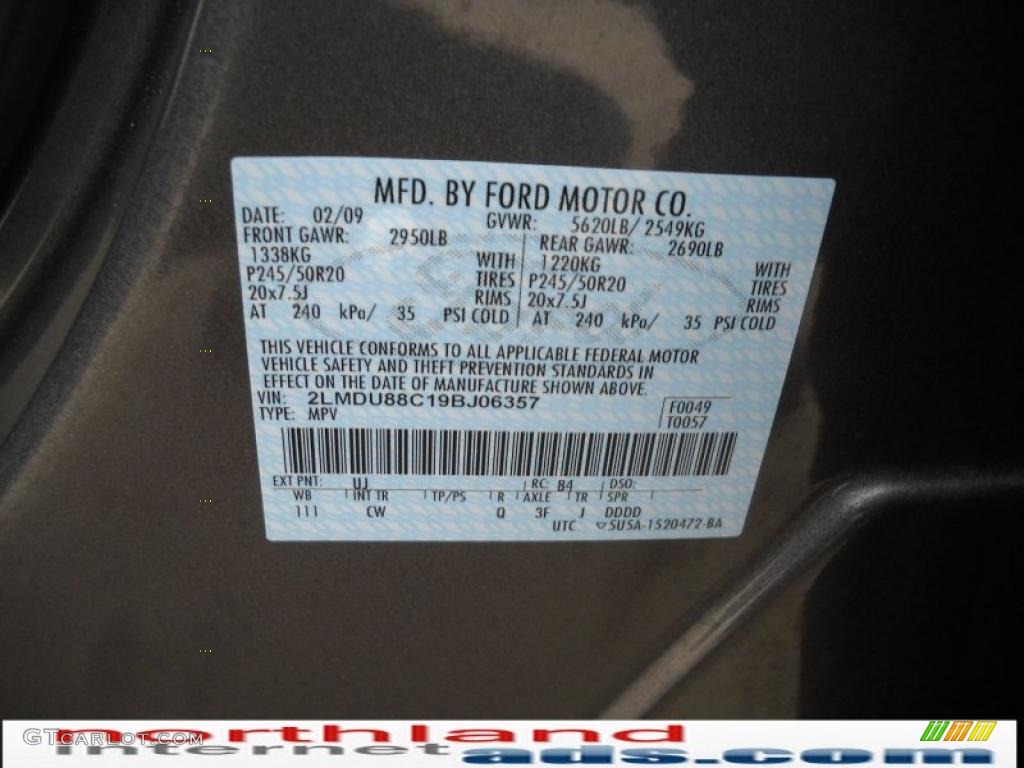 MFD. BY FORD MOTOR CO.
DATE: 02/09 GVWR: 5620LB/ 2549KG
FRONT GAWR: 2950LB REAR GAWR: 2690LB
1338KG WITH 1220KG WITH
P245/50R20 TIRES P245/50R20 TIRES
20x7.5J RIMS 20x7.5J RIMS
AT 240 kPa/ 35 PSI COLD AT 240 kPa/ 35 PSI COLD
THIS VEHICLE CONFORMS TO ALL APPLICABLE FEDERAL MOTOR
VEHICLE SAFETY AND THEFT PREVENTION STANDARDS IN
EFFECT ON THE DATE OF MANUFACTURE SHOWN ABOVE.
VIN: 2LMDU88C19BJ06357 F0049
TYPE: MPV T0057
EXT PNT: UJ RC: B4 DSO:
WB INT TR TP/PS R AXLE TR SPR
111 CW Q 3F J DDDD
UTC ▽5U5A-1520472-BA
GTCarLot.com
northland
internet ads.com